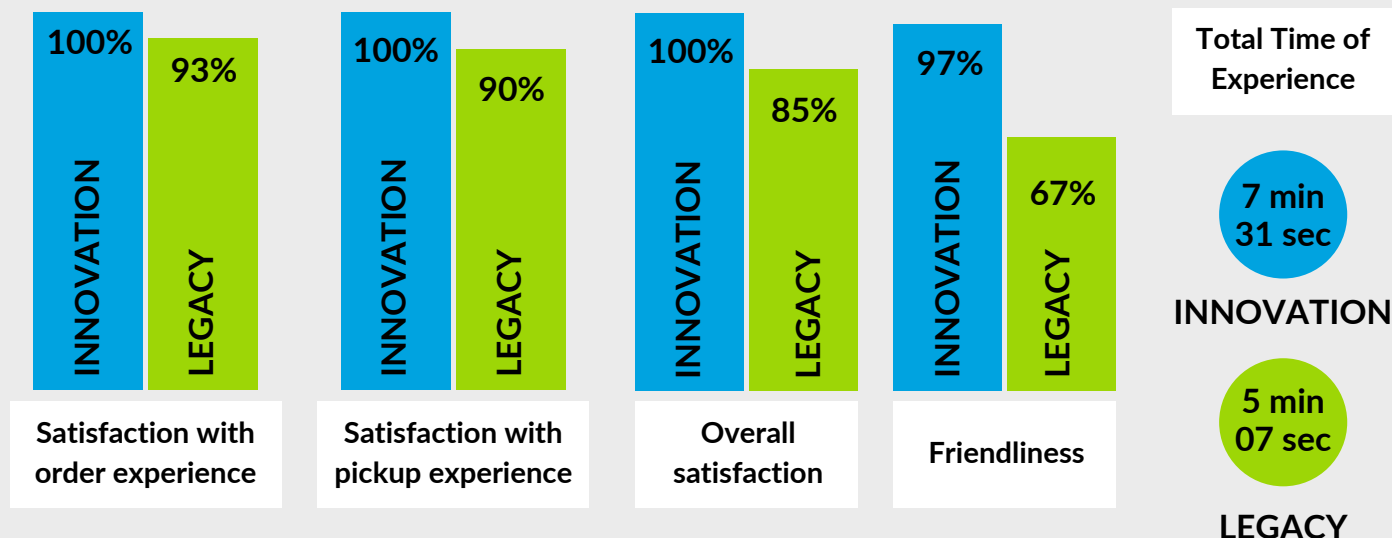 100%
INNOVATION
93%
LEGACY
Satisfaction with
order experience
100%
INNOVATION
90%
LEGACY
Satisfaction with
pickup experience
100%
INNOVATION
85%
LEGACY
Overall
satisfaction
97%
INNOVATION
67%
LEGACY
Friendliness
Total Time of
Experience
7 min
31 sec
INNOVATION
5 min
07 sec
LEGACY